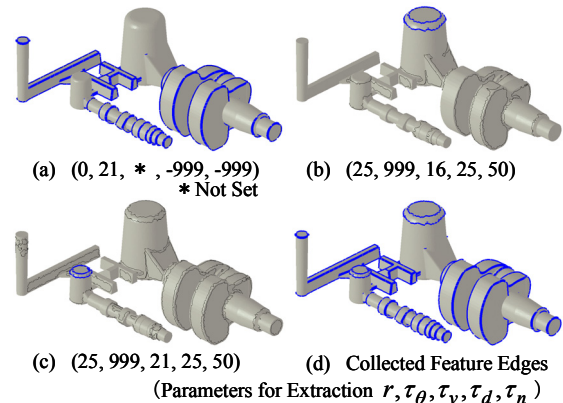 (a) (0, 21, * , -999, -999)
* Not Set
(b) (25, 999, 16, 25, 50)
(c) (25, 999, 21, 25, 50)
(d) Collected Feature Edges
(Parameters for Extraction r, τθ, τv, τd, τn )